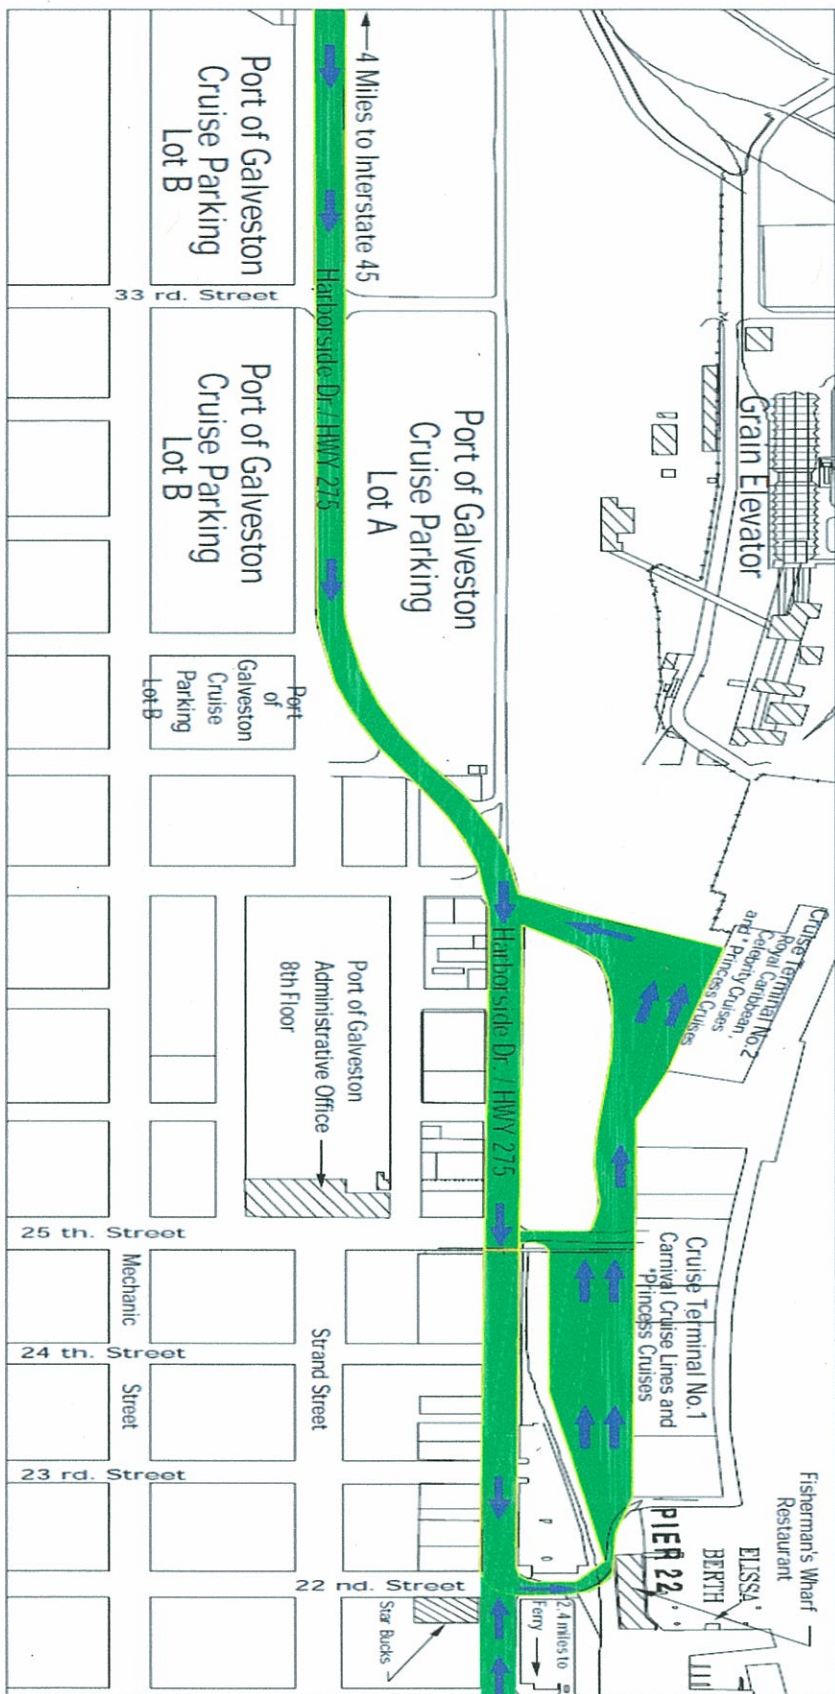 4 Miles to Interstate 45
Port of Galveston
Cruise Parking
Lot B
33 rd. Street
Harborside Dr./ HWY 275
Port of Galveston
Cruise Parking
Lot B
Port of Galveston
Cruise Parking
Lot A
Grain Elevator
Port
of
Galveston
Cruise
Parking
Lot B
Cruise Terminal No.2
Royal Caribbean,
Celebrity Cruises
and *Princess Cruises
Port of Galveston
Administrative Office
8th Floor
Harborside Dr. / HWY 275
25 th. Street
Cruise Terminal No.1
Carnival Cruise Lines and
*Princess Cruises
Mechanic
Street
Strand Street
24 th. Street
23 rd. Street
Fisherman's Wharf
Restaurant
PIER 22
ELISSA'
BERTH
22 nd. Street
Star Bucks
2.4 miles to
Ferry